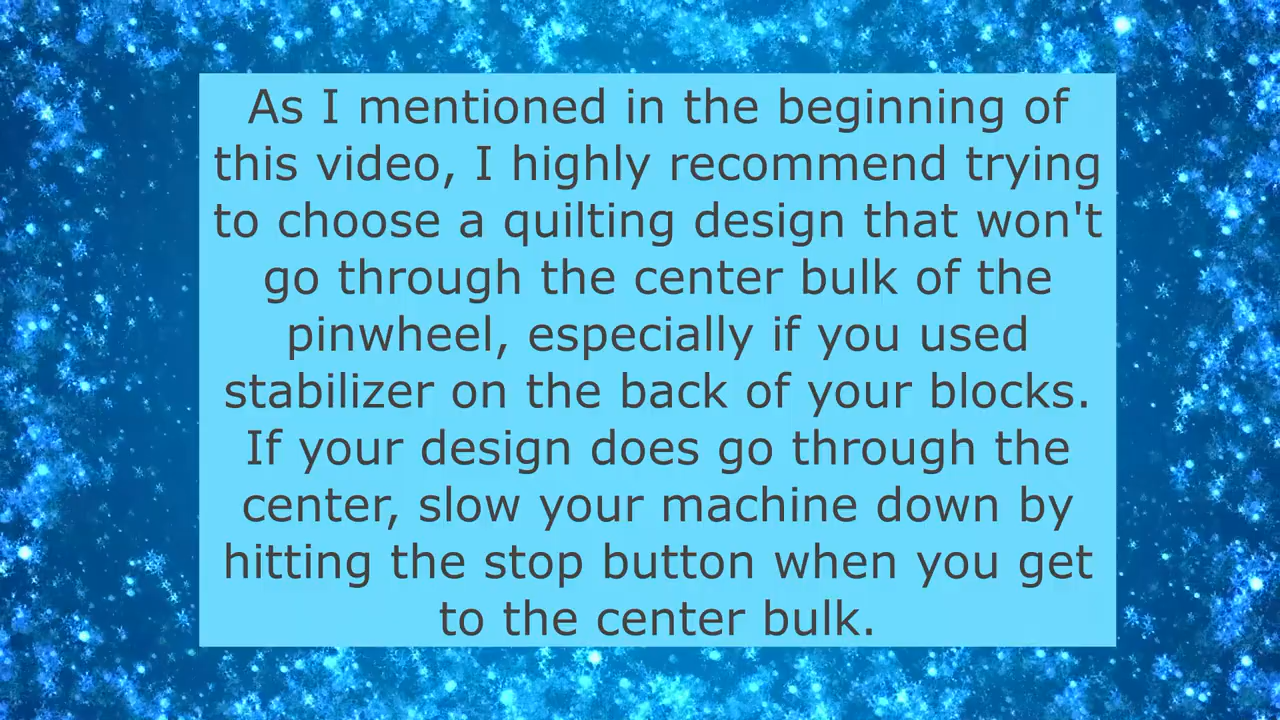 As I mentioned in the beginning of
this video, I highly recommend trying
to choose a quilting design that won't
go through the center bulk of the
pinwheel, especially if you used
stabilizer on the back of your blocks.
If your design does go through the
center, slow your machine down by
hitting the stop button when you get
to the center bulk.